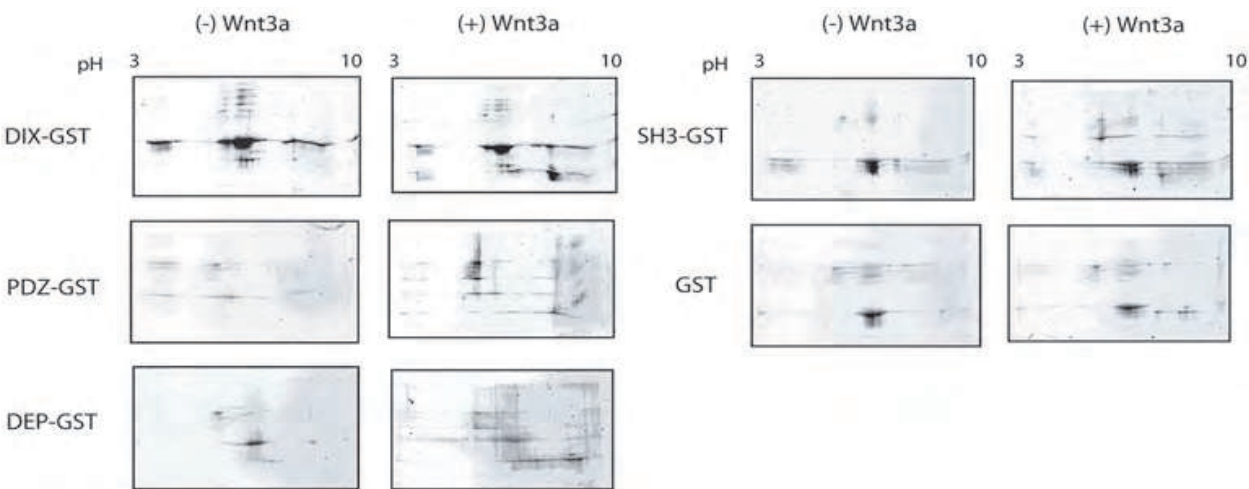 (-) Wnt3a (+) Wnt3a (-) Wnt3a (+) Wnt3a
pH 3 10 3 10 pH 3 10 3 10
DIX-GST SH3-GST
PDZ-GST GST
DEP-GST